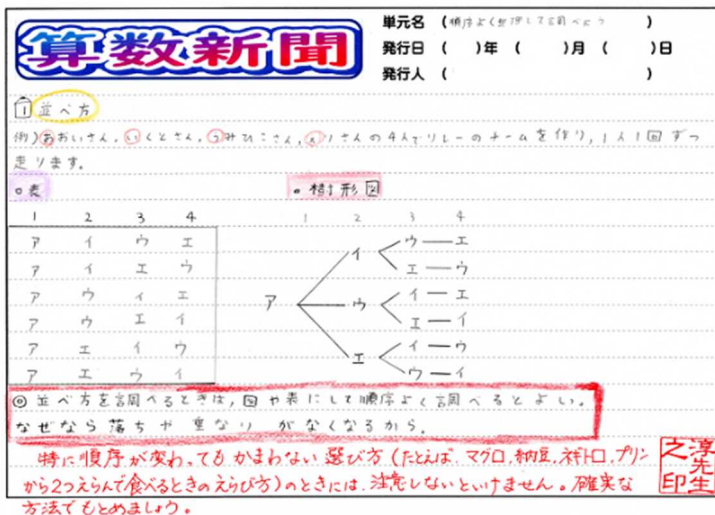 算数新聞
単元名（順序よく整理して調べよう）
発行日（　）年（　）月（　）日
発行人（　）
1 並べ方
例）あおいさん，いくとさん，うみひこさん，えりさんの4人でリレーのチームを作り，1人1回ずつ
走ります。
○表
1 2 3 4
ア イ ウ エ
ア イ エ ウ
ア ウ イ エ
ア ウ エ イ
ア エ イ ウ
ア エ ウ イ
●樹形図
1 2 3 4
ア
イ
ウ ー エ
エ ー ウ
ウ
イ ー エ
エ ー イ
エ
イ ー ウ
ウ ー イ
◎並べ方を調べるときは，図や表にして順序よく調べるとよい。
なぜなら落ちや重なりがなくなるから。
特に順序が変わってもかまわない選び方（たとえば、マグロ，納豆，ネギトロ，プリン
から2つえらんで食べるときのえらび方）のときには、注意しないといけません。確実な
方法でもとめましょう。
淳先生
之印